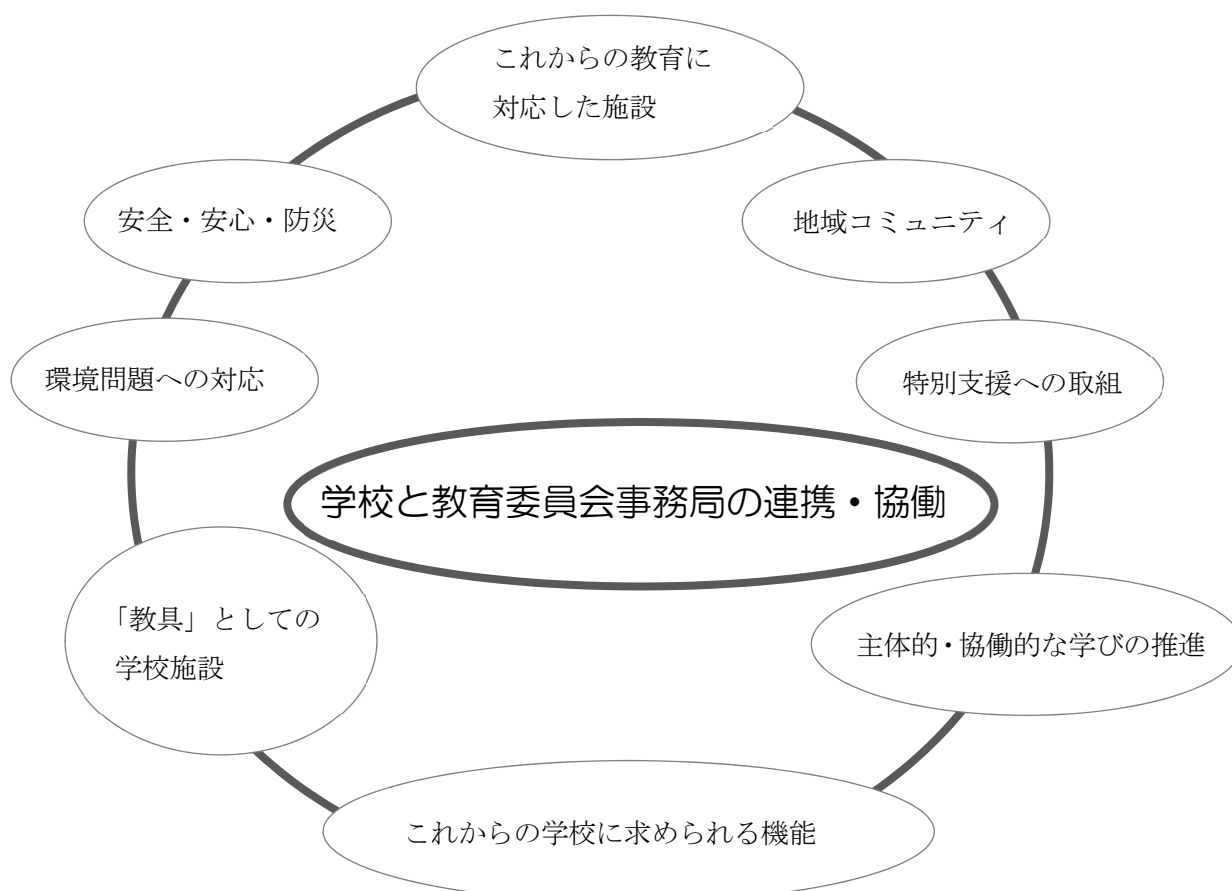 これからの教育に
対応した施設
安全・安心・防災
地域コミュニティ
環境問題への対応
特別支援への取組
学校と教育委員会事務局の連携・協働
「教具」としての
学校施設
主体的・協働的な学びの推進
これからの学校に求められる機能